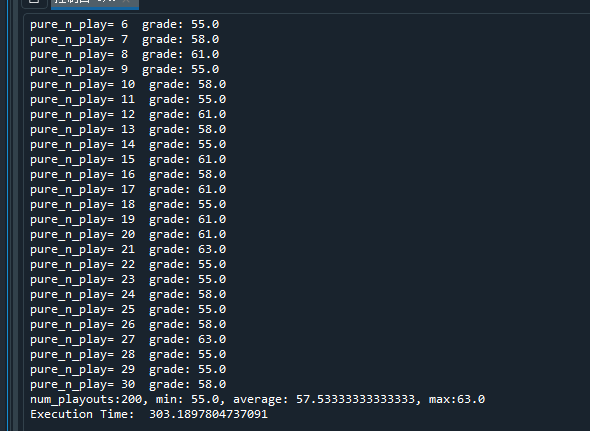 pure_n_play= 6  grade: 55.0
pure_n_play= 7  grade: 58.0
pure_n_play= 8  grade: 61.0
pure_n_play= 9  grade: 55.0
pure_n_play= 10  grade: 58.0
pure_n_play= 11  grade: 55.0
pure_n_play= 12  grade: 61.0
pure_n_play= 13  grade: 58.0
pure_n_play= 14  grade: 55.0
pure_n_play= 15  grade: 61.0
pure_n_play= 16  grade: 58.0
pure_n_play= 17  grade: 61.0
pure_n_play= 18  grade: 55.0
pure_n_play= 19  grade: 61.0
pure_n_play= 20  grade: 61.0
pure_n_play= 21  grade: 63.0
pure_n_play= 22  grade: 55.0
pure_n_play= 23  grade: 55.0
pure_n_play= 24  grade: 58.0
pure_n_play= 25  grade: 55.0
pure_n_play= 26  grade: 58.0
pure_n_play= 27  grade: 63.0
pure_n_play= 28  grade: 55.0
pure_n_play= 29  grade: 55.0
pure_n_play= 30  grade: 58.0
num_playouts:200, min: 55.0, average: 57.53333333333333, max:63.0
Execution Time:  303.1897804737091